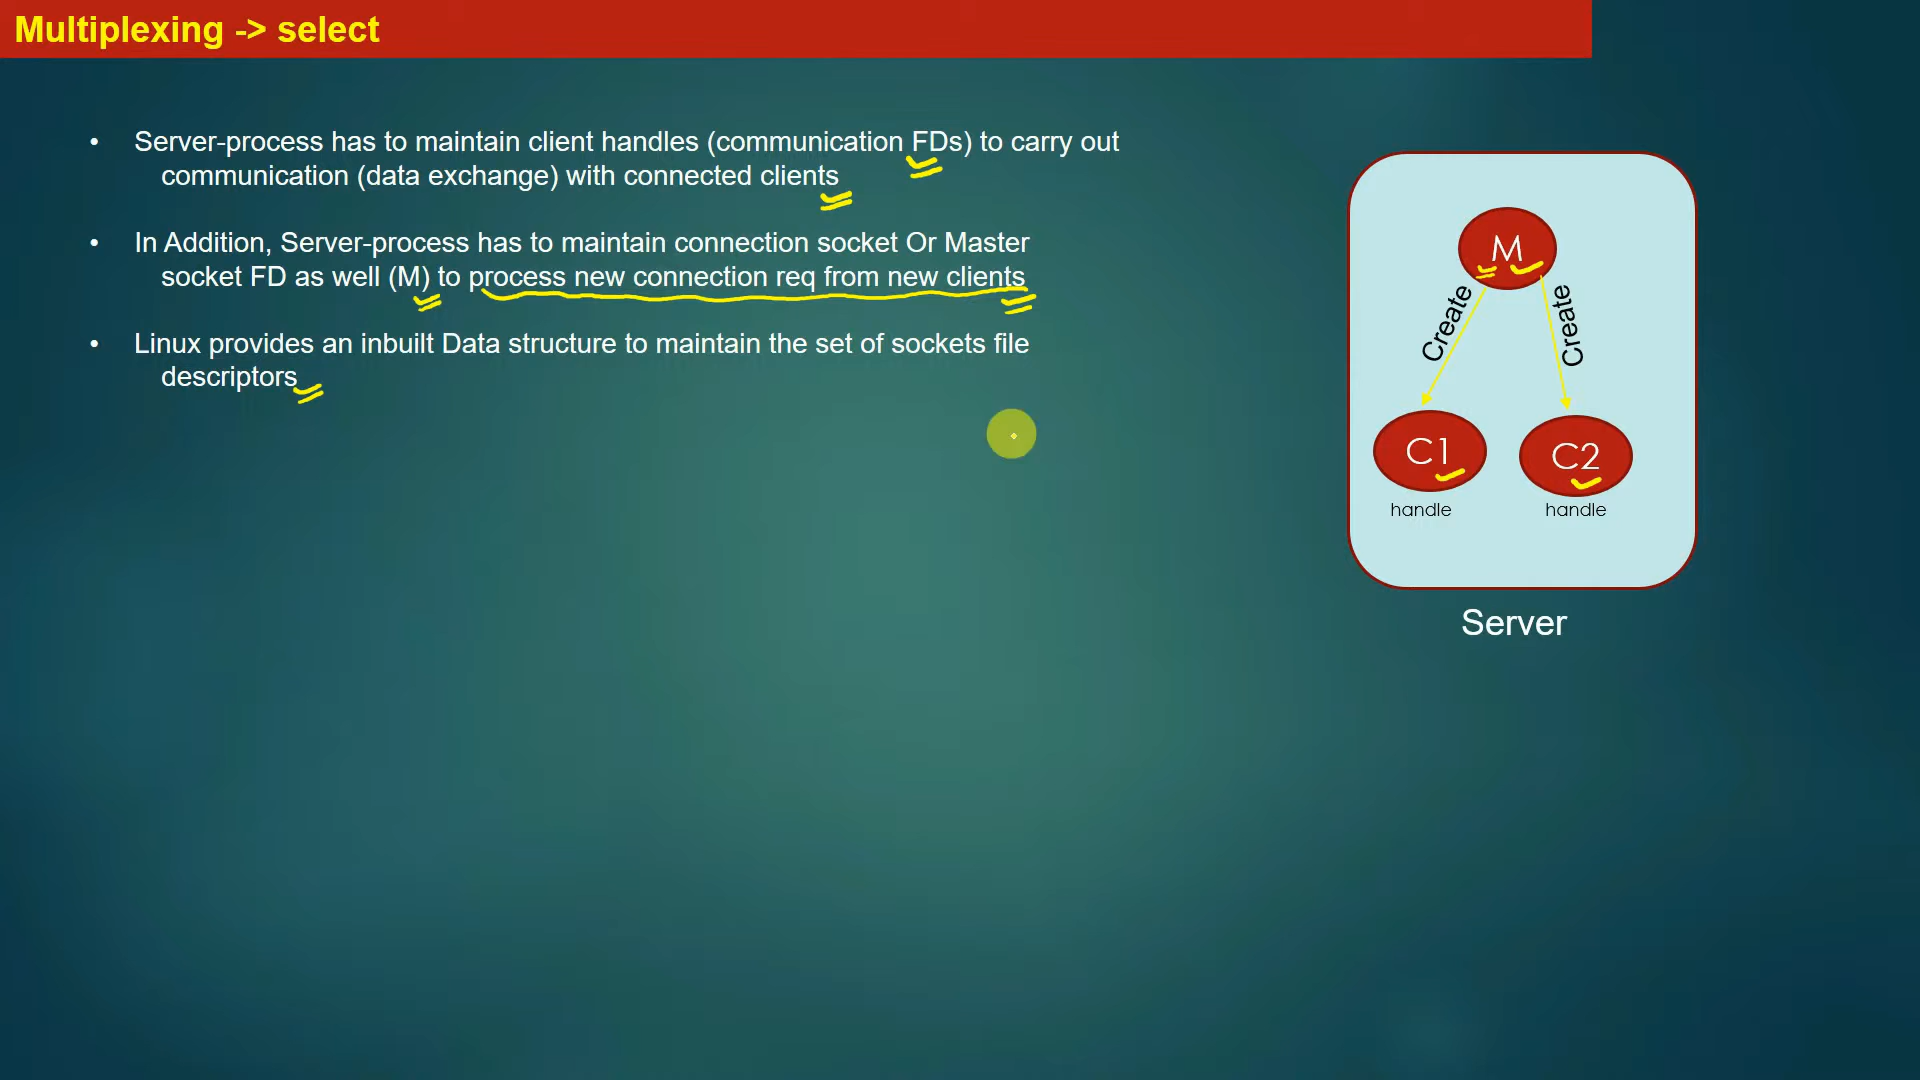 Multiplexing -> select
• Server-process has to maintain client handles (communication FDs) to carry out
communication (data exchange) with connected clients
• In Addition, Server-process has to maintain connection socket Or Master
socket FD as well (M) to process new connection req from new clients
• Linux provides an inbuilt Data structure to maintain the set of sockets file
descriptors
M
Create
Create
C1
C2
handle
handle
Server